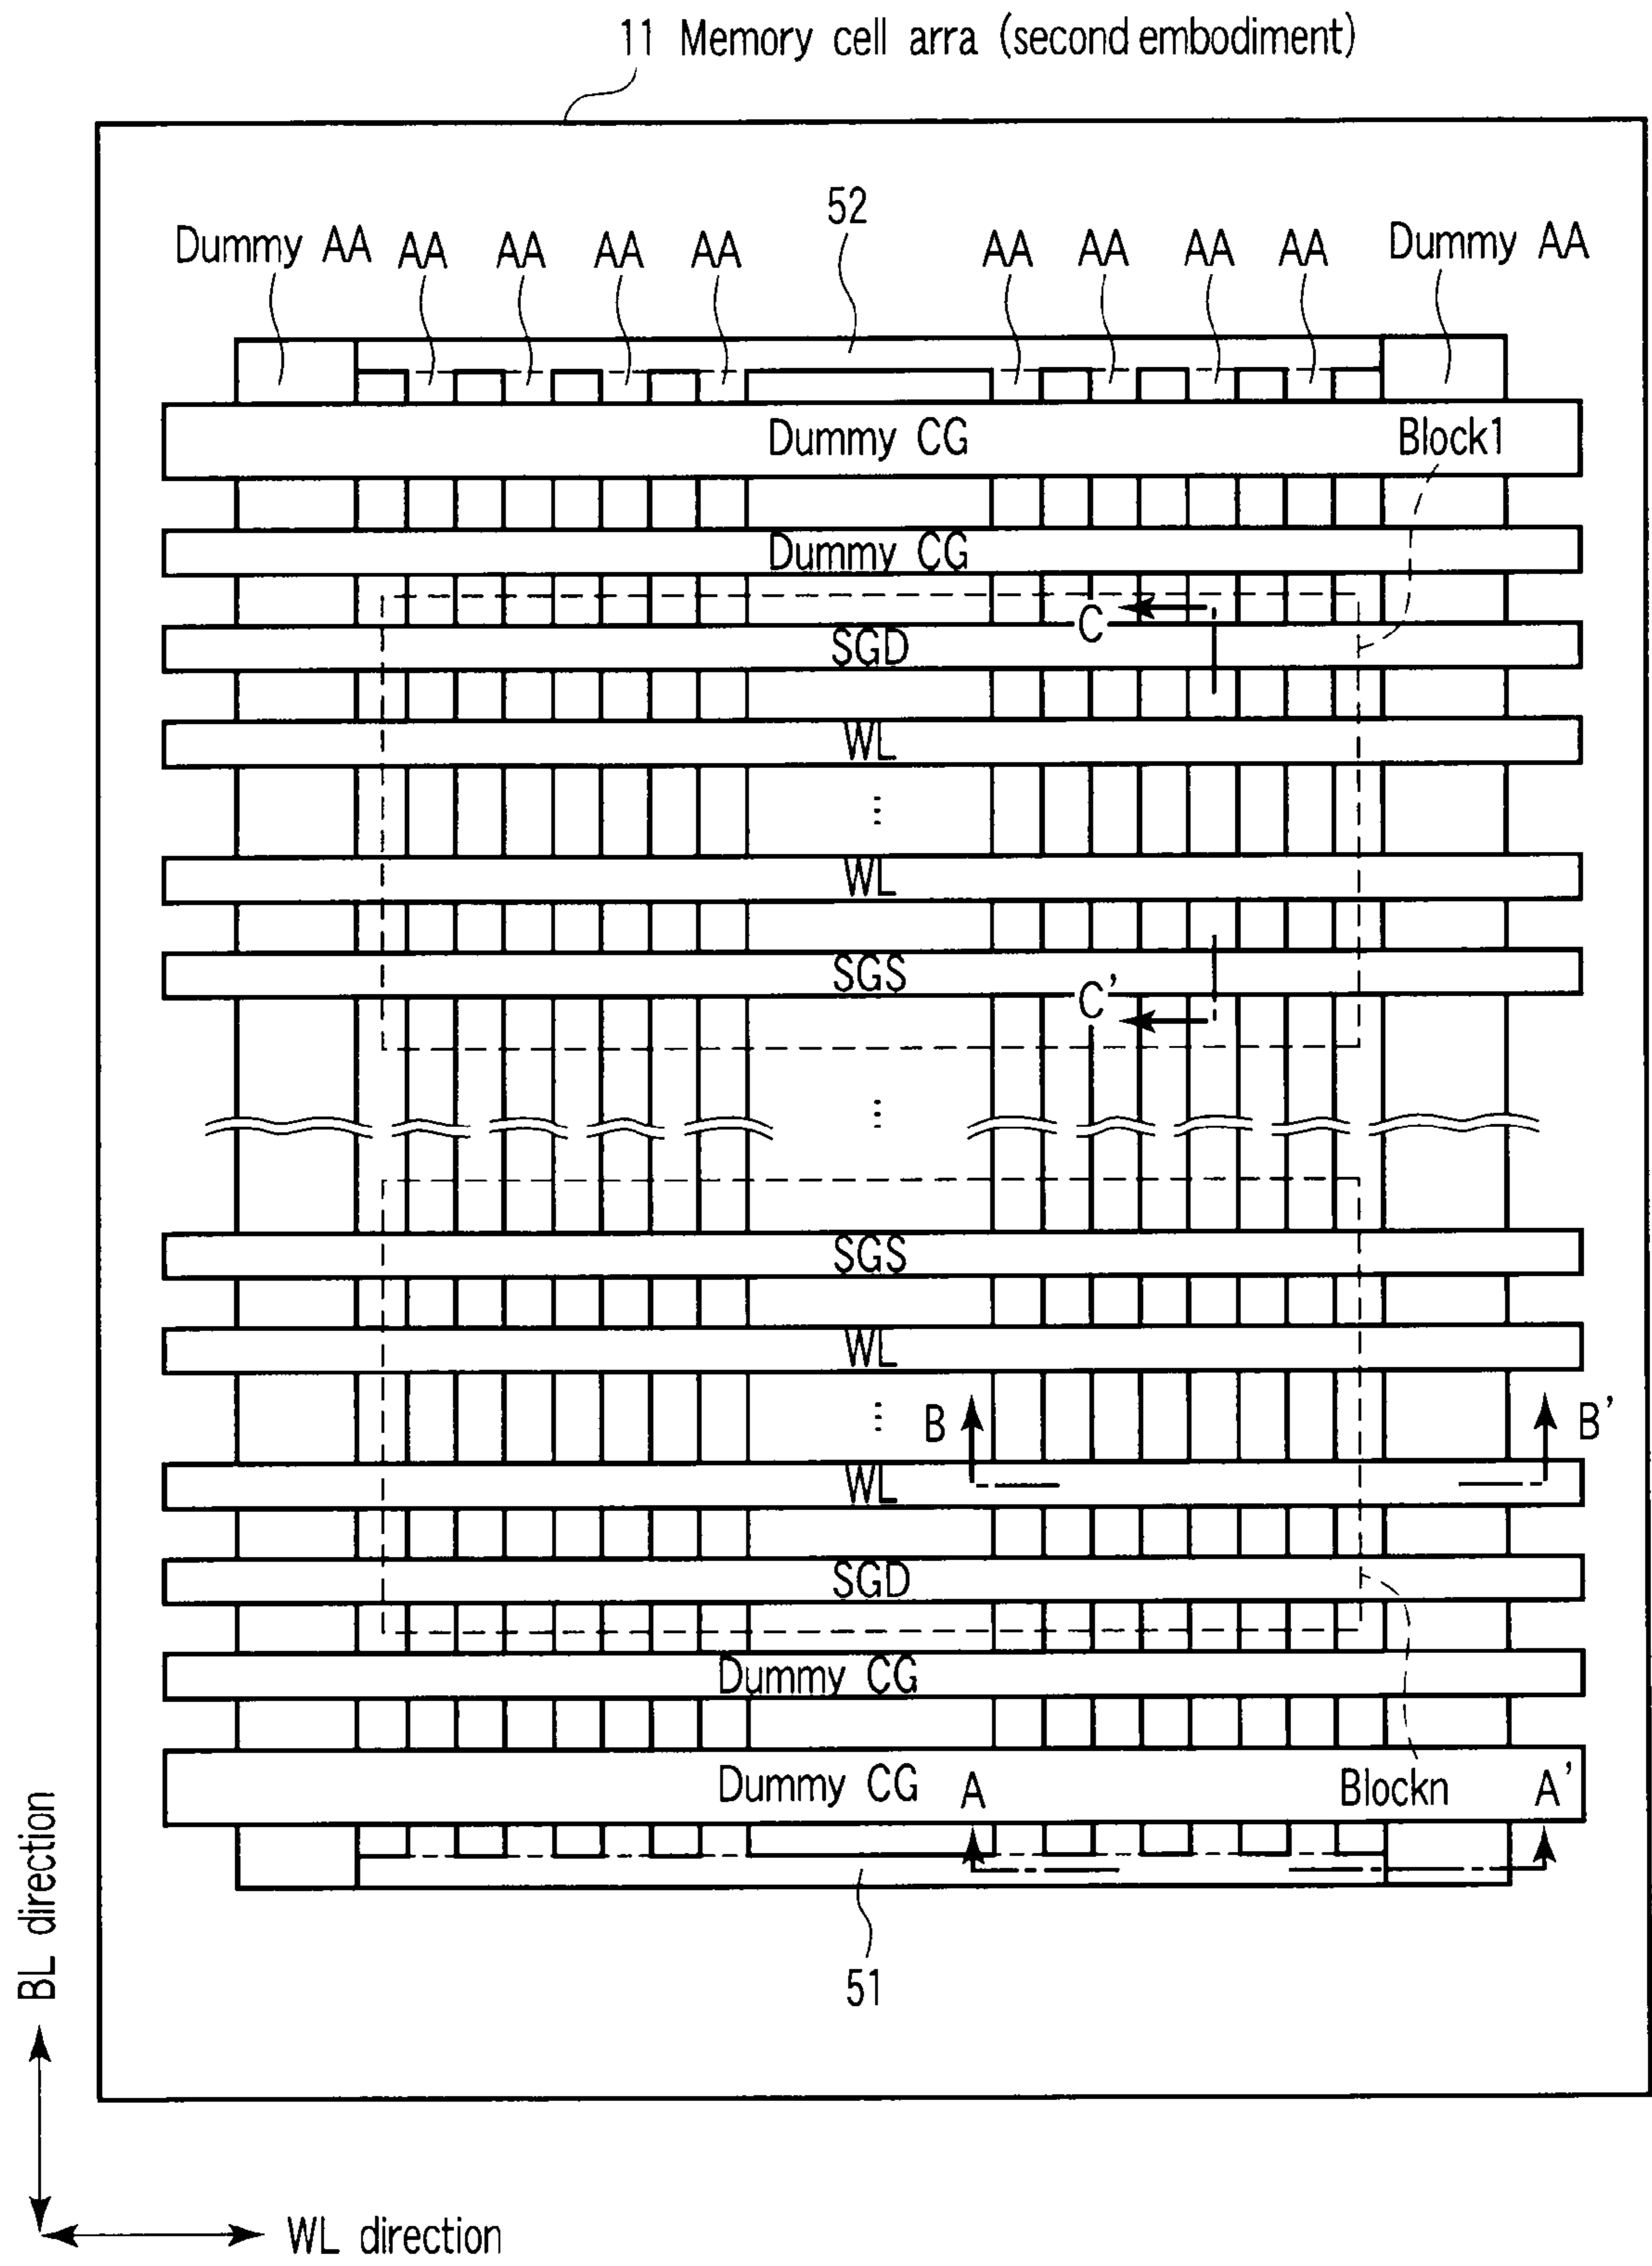 11 Memory cell arra (second embodiment)
52
Dummy AA AA AA AA AA AA AA AA AA Dummy AA
Dummy CG Block1
Dummy CG
C
SGD
WL
⋮
WL
SGS
C'
⋮
SGS
WL
⋮
B B'
WL
SGD
Dummy CG
Dummy CG A Blockn A'
51
BL direction
WL direction